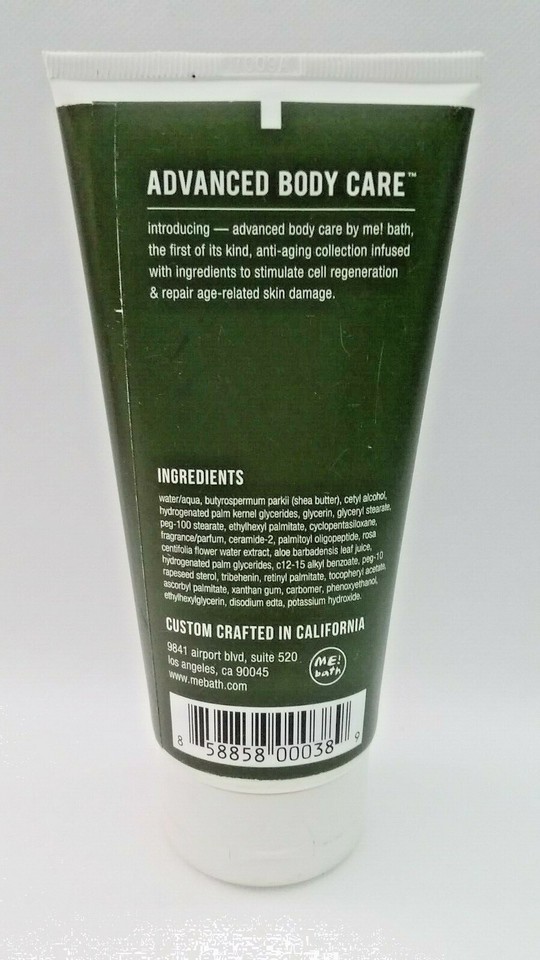 ADVANCED BODY CARE™
introducing — advanced body care by me! bath,
the first of its kind, anti-aging collection infused
with ingredients to stimulate cell regeneration
& repair age-related skin damage.
INGREDIENTS
water/aqua, butyrospermum parkii (shea butter), cetyl alcohol,
hydrogenated palm kernel glycerides, glycerin, glyceryl stearate,
peg-100 stearate, ethylhexyl palmitate, cyclopentasiloxane,
fragrance/parfum, ceramide-2, palmitoyl oligopeptide, rosa
centifolia flower water extract, aloe barbadensis leaf juice,
hydrogenated palm glycerides, c12-15 alkyl benzoate, peg-10
rapeseed sterol, tribehenin, retinyl palmitate, tocopheryl acetate,
ascorbyl palmitate, xanthan gum, carbomer, phenoxyethanol,
ethylhexylglycerin, disodium edta, potassium hydroxide.
CUSTOM CRAFTED IN CALIFORNIA
9841 airport blvd, suite 520
los angeles, ca 90045
www.mebath.com
ME!
bath
8 58858 00038 9